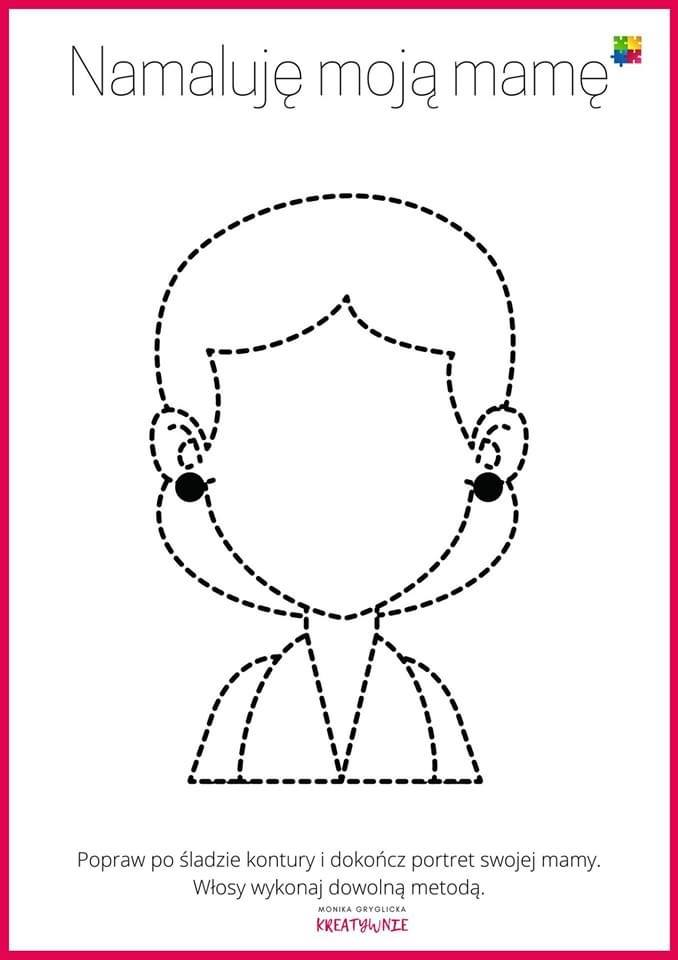 Namaluję moją mamę
Popraw po śladzie kontury i dokończ portret swojej mamy.
Włosy wykonaj dowolną metodą.
MONIKA GRYGLICKA
KREATYWNIE